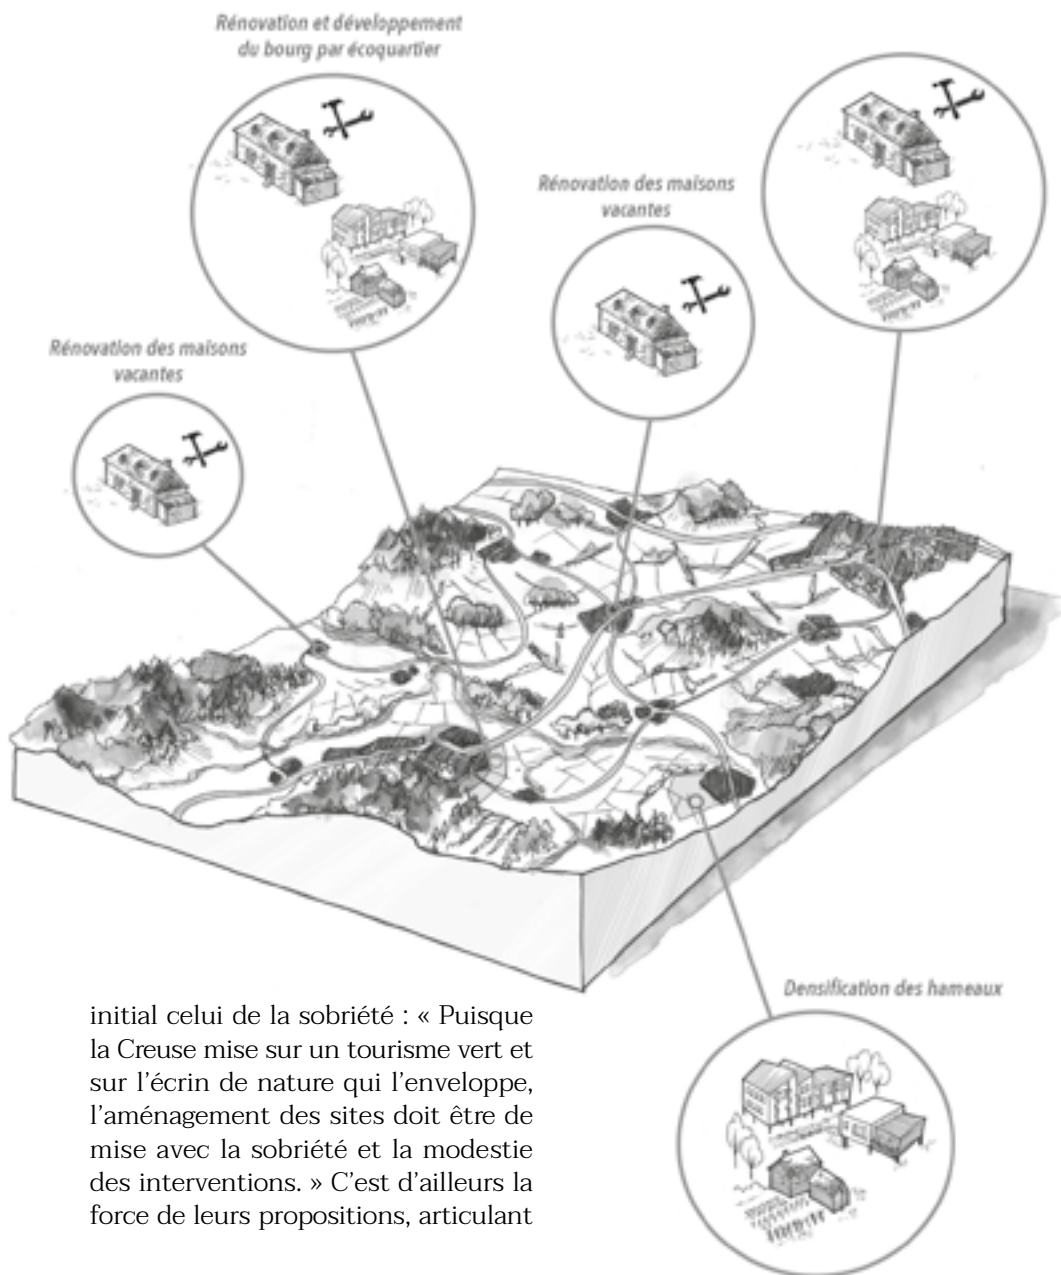 Rénovation et développement
du bourg par écoquartier
Rénovation des maisons
vacantes
Rénovation des maisons
vacantes
Densification des hameaux
initial celui de la sobriété : « Puisque
la Creuse mise sur un tourisme vert et
sur l’écrin de nature qui l’enveloppe,
l’aménagement des sites doit être de
mise avec la sobriété et la modestie
des interventions. » C’est d’ailleurs la
force de leurs propositions, articulant